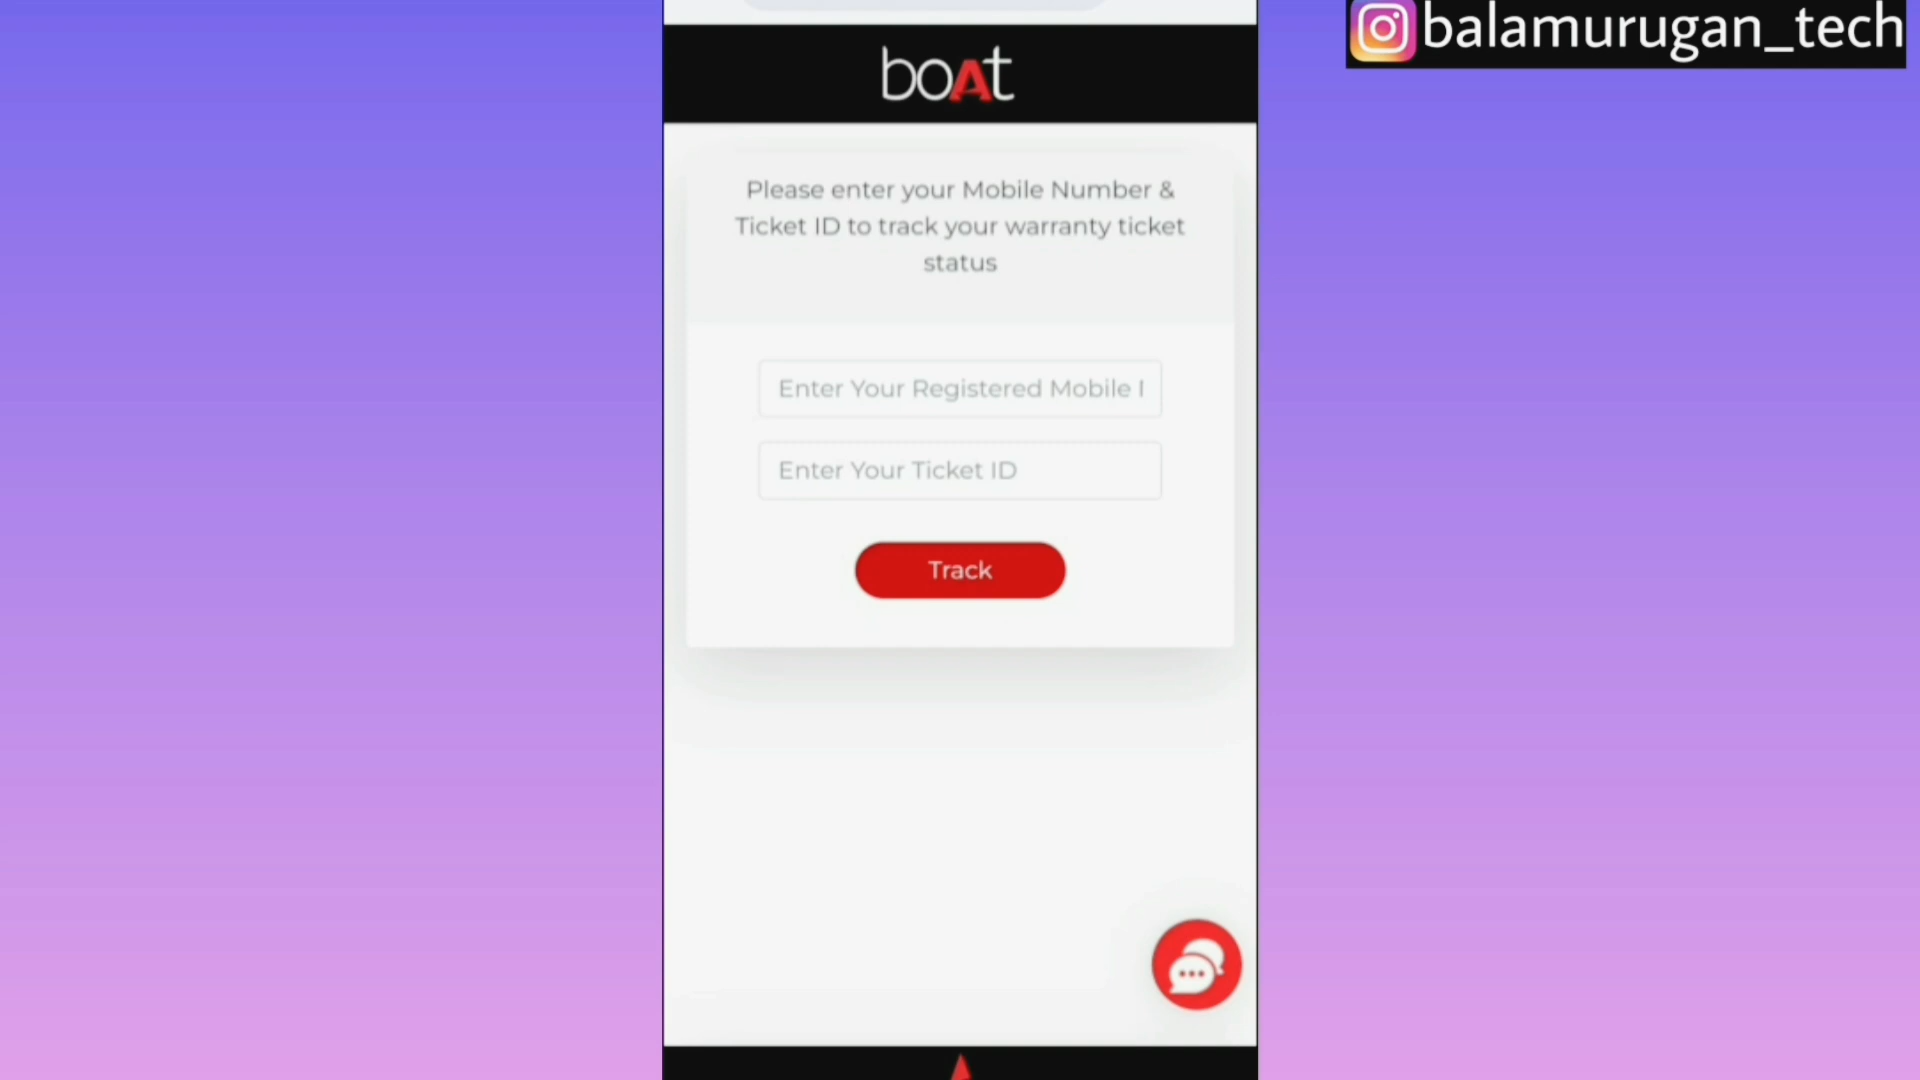 balamurugan_tech
boAt
Please enter your Mobile Number &
Ticket ID to track your warranty ticket
status
Enter Your Registered Mobile
Enter Your Ticket ID
Track